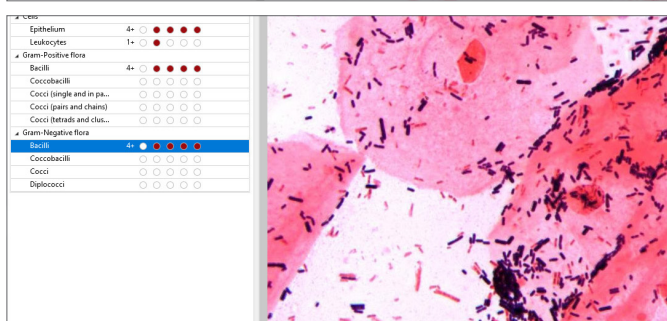 Cells
Epithelium 4+
Leukocytes 1+
Gram-Positive flora
Bacilli 4+
Coccobacilli
Cocci (single and in pa...
Cocci (pairs and chains)
Cocci (tetrads and clus...
Gram-Negative flora
Bacilli 4+
Coccobacilli
Cocci
Diplococci